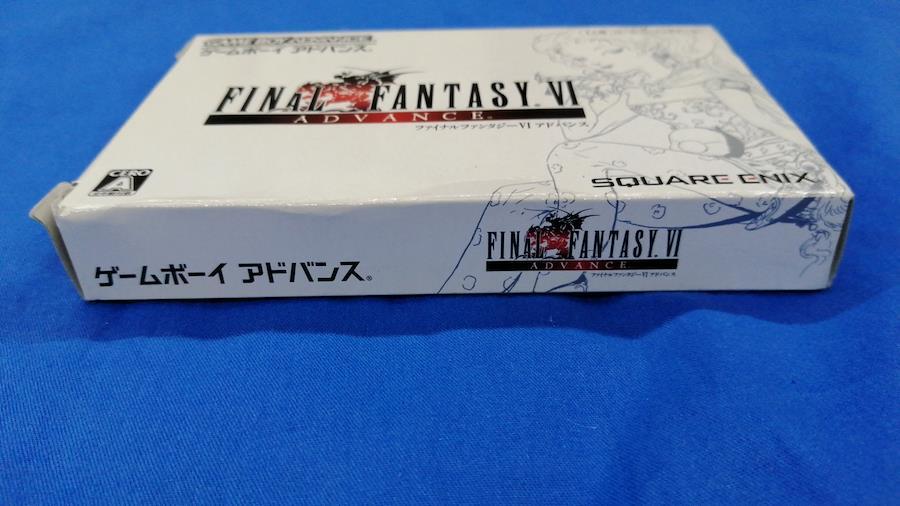 GAME BOY ADVANCE
ゲームボーイ アドバンス
FINAL FANTASY® VI
ADVANCE®
ファイナルファンタジーVI アドバンス
CERO
A
SQUARE ENIX
ゲームボーイ アドバンス®
FINAL FANTASY® VI
ADVANCE
ファイナルファンタジーVI アドバンス